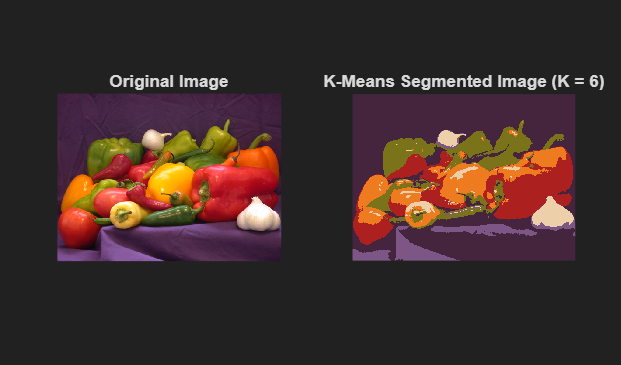 Original Image
K-Means Segmented Image (K = 6)